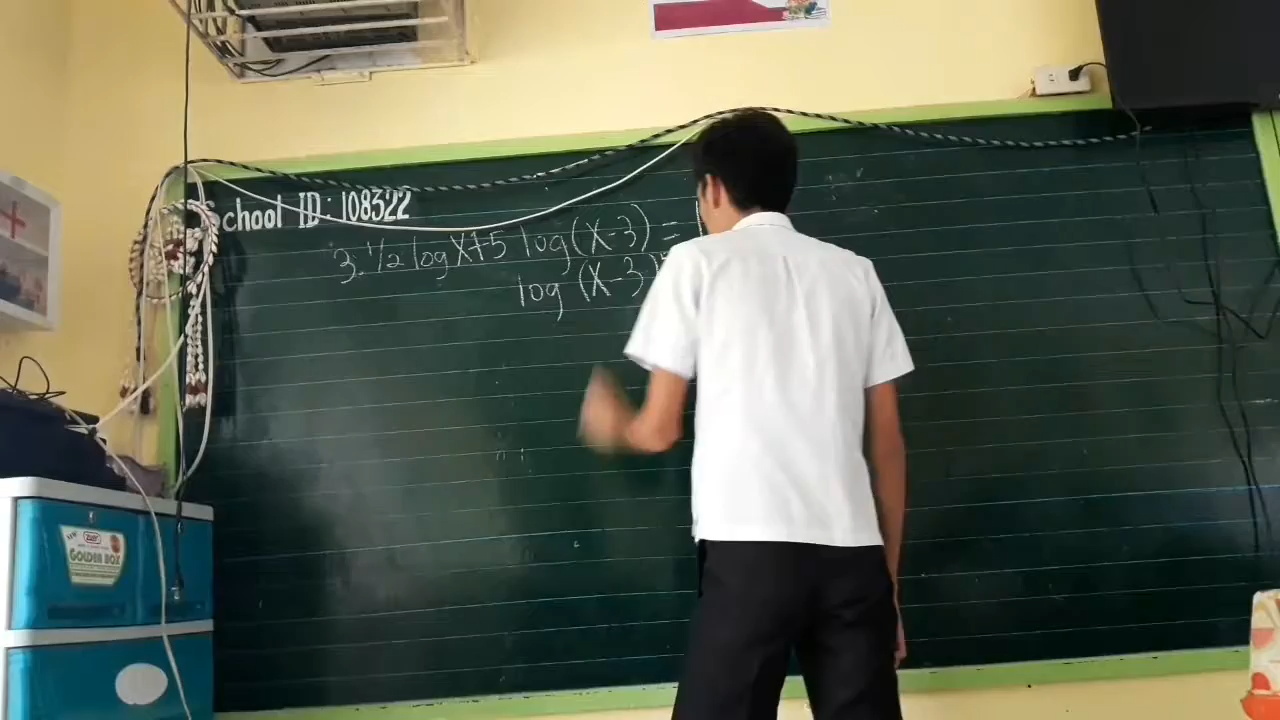 School ID: 108322
3. ½ log X+5 log(X-3) =
log (X-3)
GOLDEN BOX